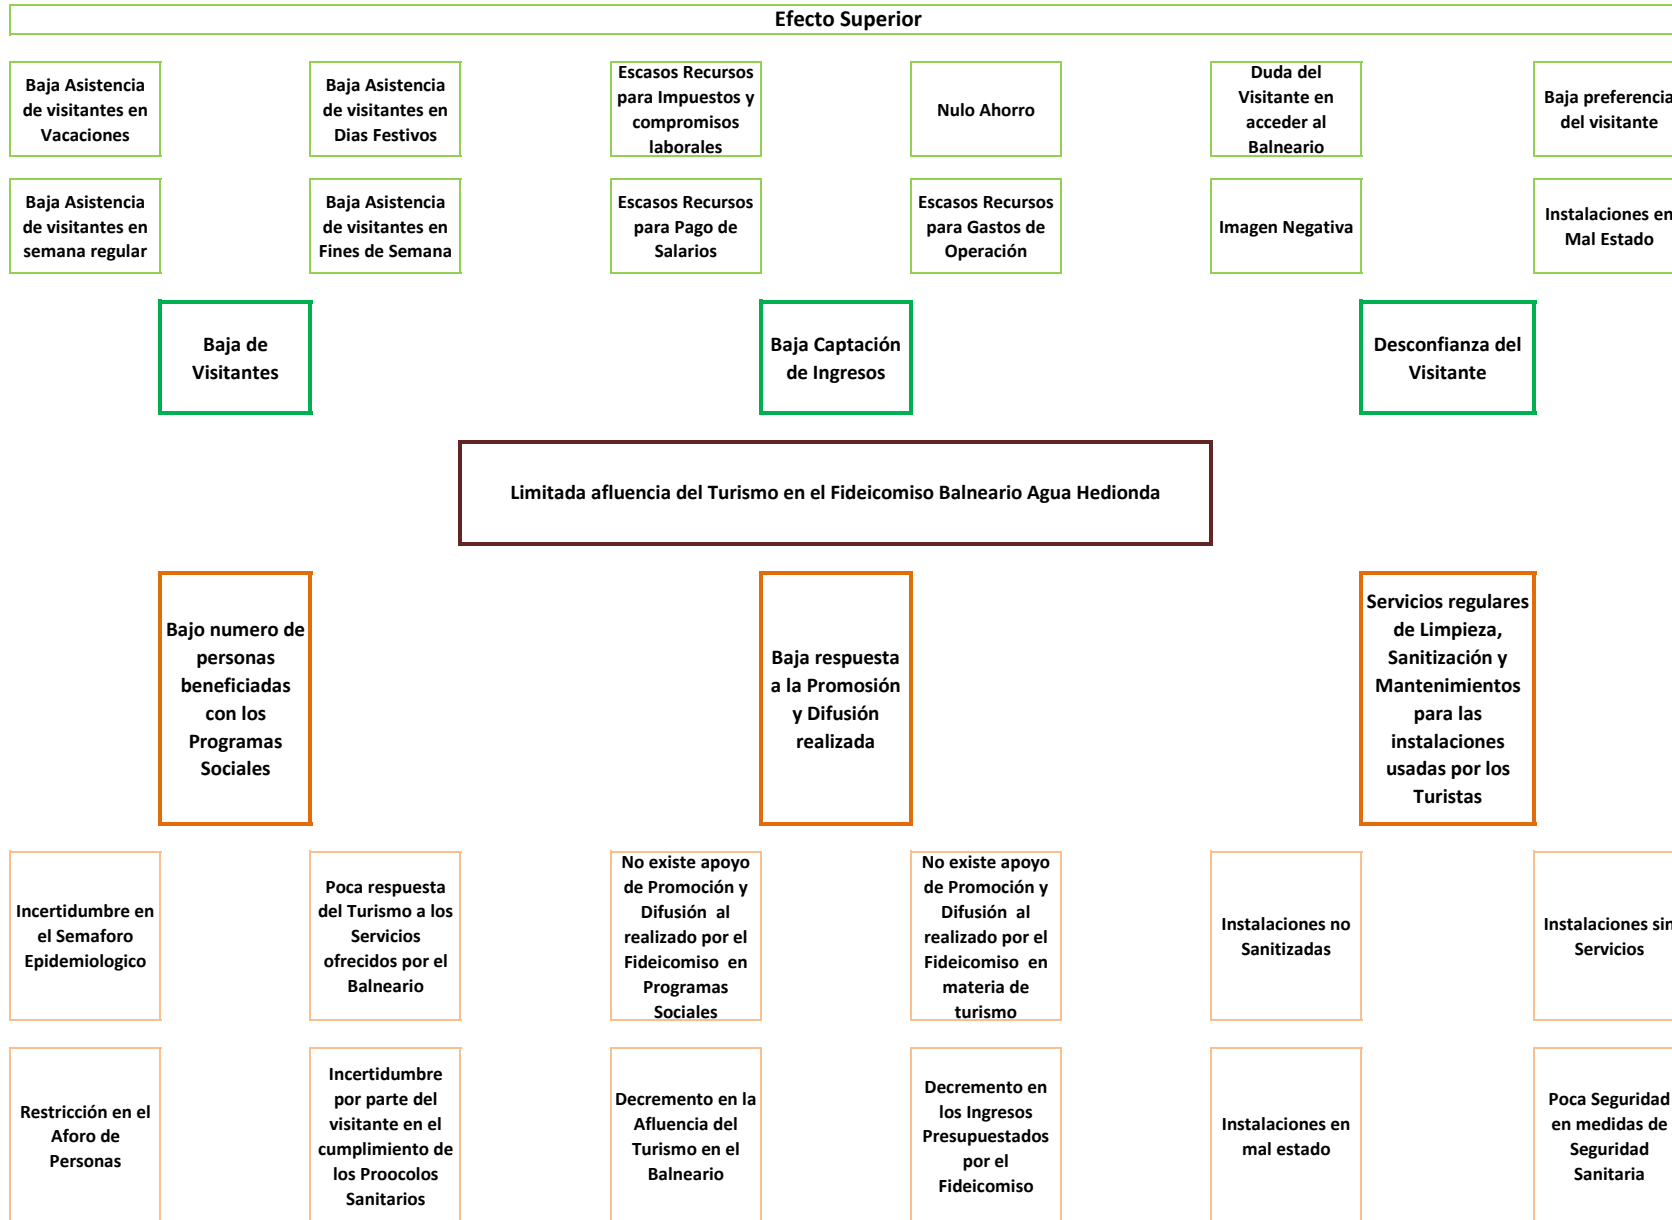 Efecto Superior
Baja Asistencia
de visitantes en
Vacaciones
Baja Asistencia
de visitantes en
Dias Festivos
Escasos Recursos
para Impuestos y
compromisos
laborales
Nulo Ahorro
Duda del
Visitante en
acceder al
Balneario
Baja preferencia
del visitante
Baja Asistencia
de visitantes en
semana regular
Baja Asistencia
de visitantes en
Fines de Semana
Escasos Recursos
para Pago de
Salarios
Escasos Recursos
para Gastos de
Operación
Imagen Negativa
Instalaciones en
Mal Estado
Baja de
Visitantes
Baja Captación
de Ingresos
Desconfianza del
Visitante
Limitada afluencia del Turismo en el Fideicomiso Balneario Agua Hedionda
Bajo numero de
personas
beneficiadas
con los
Programas
Sociales
Baja respuesta
a la Promosión
y Difusión
realizada
Servicios regulares
de Limpieza,
Sanitización y
Mantenimientos
para las
instalaciones
usadas por los
Turistas
Incertidumbre en
el Semaforo
Epidemiologico
Poca respuesta
del Turismo a los
Servicios
ofrecidos por el
Balneario
No existe apoyo
de Promoción y
Difusión al
realizado por el
Fideicomiso en
Programas
Sociales
No existe apoyo
de Promoción y
Difusión al
realizado por el
Fideicomiso en
materia de
turismo
Instalaciones no
Sanitizadas
Instalaciones sin
Servicios
Restricción en el
Aforo de
Personas
Incertidumbre
por parte del
visitante en el
cumplimiento de
los Proocolos
Sanitarios
Decremento en la
Afluencia del
Turismo en el
Balneario
Decremento en
los Ingresos
Presupuestados
por el
Fideicomiso
Instalaciones en
mal estado
Poca Seguridad
en medidas de
Seguridad
Sanitaria